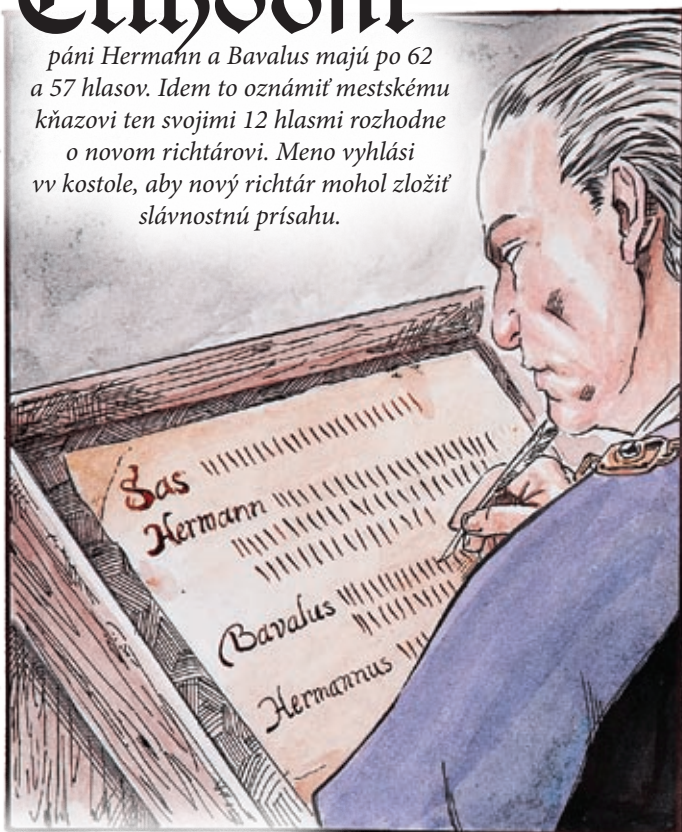 páni Hermann a Bavalus majú po 62
a 57 hlasov. Idem to oznámiť mestskému
kňazovi ten svojimi 12 hlasmi rozhodne
o novom richtárovi. Meno vyhlási
vv kostole, aby nový richtár mohol zložiť
slávnostnú prísahu.
Sas
Hermann
Bavalus
Hermannus